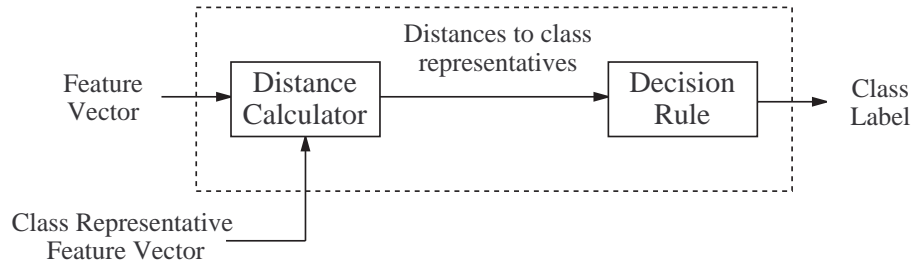 Distances to class
representatives
Feature
Vector
Distance
Calculator
Decision
Rule
Class
Label
Class Representative
Feature Vector